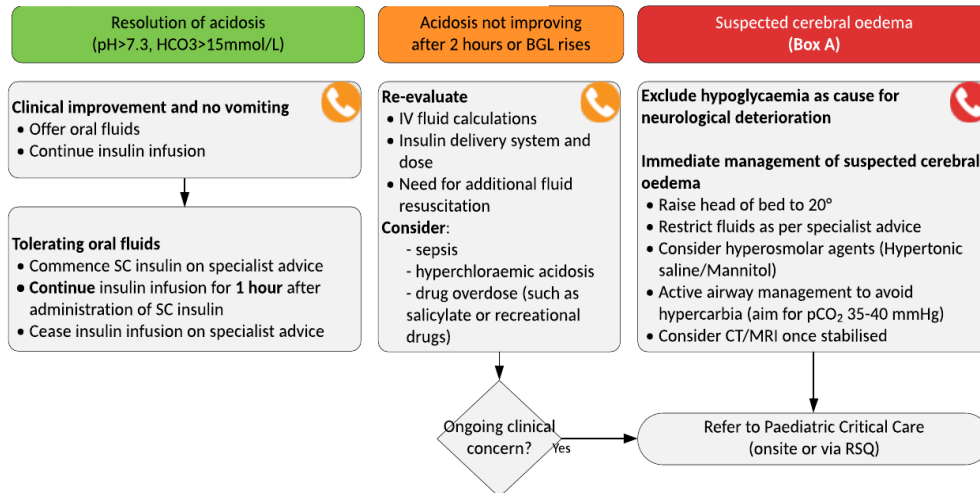 Resolution of acidosis
(pH>7.3, HCO3>15mmol/L)
Clinical improvement and no vomiting
• Offer oral fluids
• Continue insulin infusion
Tolerating oral fluids
• Commence SC insulin on specialist advice
• Continue insulin infusion for 1 hour after
administration of SC insulin
• Cease insulin infusion on specialist advice
Acidosis not improving
after 2 hours or BGL rises
Re-evaluate
• IV fluid calculations
• Insulin delivery system and
dose
• Need for additional fluid
resuscitation
Consider:
- sepsis
- hyperchloraemic acidosis
- drug overdose (such as
salicylate or recreational
drugs)
Ongoing clinical
concern?
Yes
Suspected cerebral oedema
(Box A)
Exclude hypoglycaemia as cause for
neurological deterioration
Immediate management of suspected cerebral
oedema
• Raise head of bed to 20°
• Restrict fluids as per specialist advice
• Consider hyperosmolar agents (Hypertonic
saline/Mannitol)
• Active airway management to avoid
hypercarbia (aim for pCO₂ 35-40 mmHg)
• Consider CT/MRI once stabilised
Refer to Paediatric Critical Care
(onsite or via RSQ)